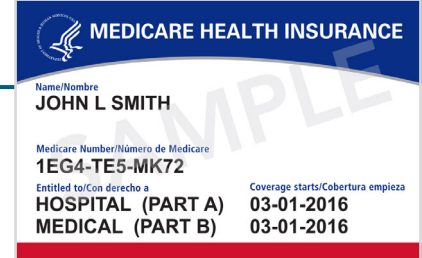 MEDICARE HEALTH INSURANCE
Name/Nombre
JOHN L SMITH
SAMPLE
Medicare Number/Número de Medicare
1EG4-TE5-MK72
Entitled to/Con derecho a Coverage starts/Cobertura empieza
HOSPITAL (PART A) 03-01-2016
MEDICAL (PART B) 03-01-2016